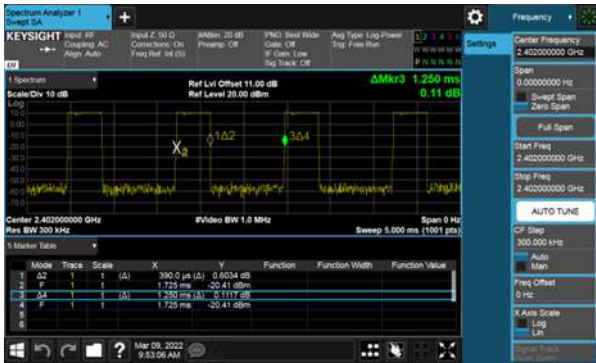 Spectrum Analyzer 1
Swept SA
+
Frequency
KEYSIGHT Input: RF
Coupling: AC
Align: Auto
Input Z: 50 Ω
Corrections: On
Freq Ref: Int (S)
#Atten: 20 dB
Preamp: Off
PNO: Best Wide
Gate: Off
IF Gain: Low
Sig Track: Off
Avg Type: Log-Power
Trig: Free Run
1 2 3 4 5 6
W W W W W W
P N N N N N
Settings
1 Spectrum
Scale/Div 10 dB
Ref Lvl Offset 11.00 dB
Ref Level 20.00 dBm
ΔMkr3 1.250 ms
0.11 dB
Log
10.0
0.00
-10.0
-20.0
-30.0
-40.0
-50.0
-60.0
-70.0
X2
1Δ2
3Δ4
Center 2.402000000 GHz
Res BW 300 kHz
#Video BW 1.0 MHz
Span 0 Hz
Sweep 5.000 ms (1001 pts)
5 Marker Table
Mode Trace Scale X Y Function Function Width Function Value
1 Δ2 1 t (Δ) 390.0 µs (Δ) 0.6034 dB
2 F 1 t 1.725 ms -20.41 dBm
3 Δ4 1 t (Δ) 1.250 ms (Δ) 0.1117 dB
4 F 1 t 1.725 ms -20.41 dBm
5
6
Mar 09, 2022
9:53:06 AM
Center Frequency
2.402000000 GHz
Span
0.00000000 Hz
Swept Span
Zero Span
Full Span
Start Freq
2.402000000 GHz
Stop Freq
2.402000000 GHz
AUTO TUNE
CF Step
300.000 kHz
Auto
Man
Freq Offset
0 Hz
X Axis Scale
Log
Lin
Signal Track